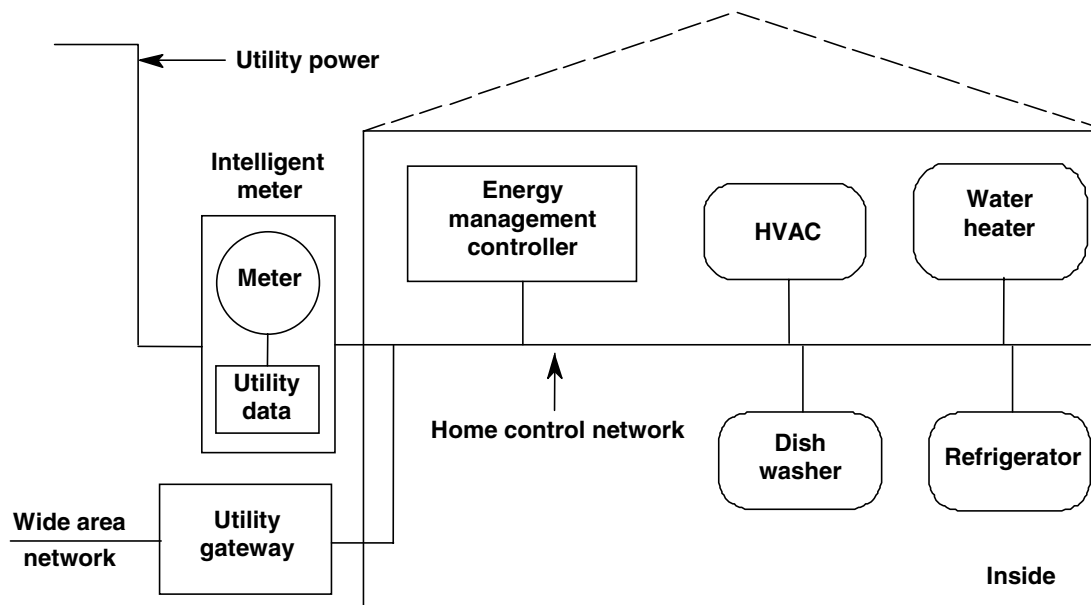 Utility power
Intelligent
meter
Meter
Utility
data
Energy
management
controller
HVAC
Water
heater
Home control network
Dish
washer
Refrigerator
Wide area
network
Utility
gateway
Inside